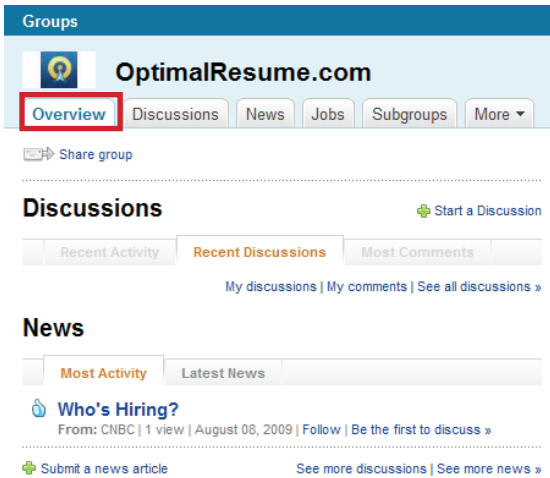 Groups
OptimalResume.com
Overview Discussions News Jobs Subgroups More
Share group
Discussions Start a Discussion
Recent Activity Recent Discussions Most Comments
My discussions | My comments | See all discussions »
News
Most Activity Latest News
Who's Hiring?
From: CNBC | 1 view | August 08, 2009 | Follow | Be the first to discuss »
Submit a news article See more discussions | See more news »